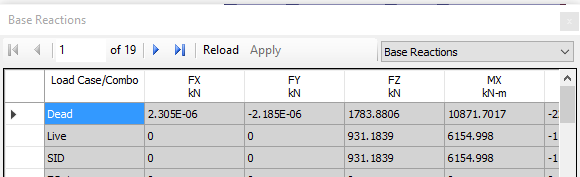 Base Reactions
1 of 19 Reload Apply Base Reactions
Load Case/Combo FX kN FY kN FZ kN MX kN-m
Dead 2.305E-06 -2.185E-06 1783.8806 10871.7017
Live 0 0 931.1839 6154.998
SID 0 0 931.1839 6154.998